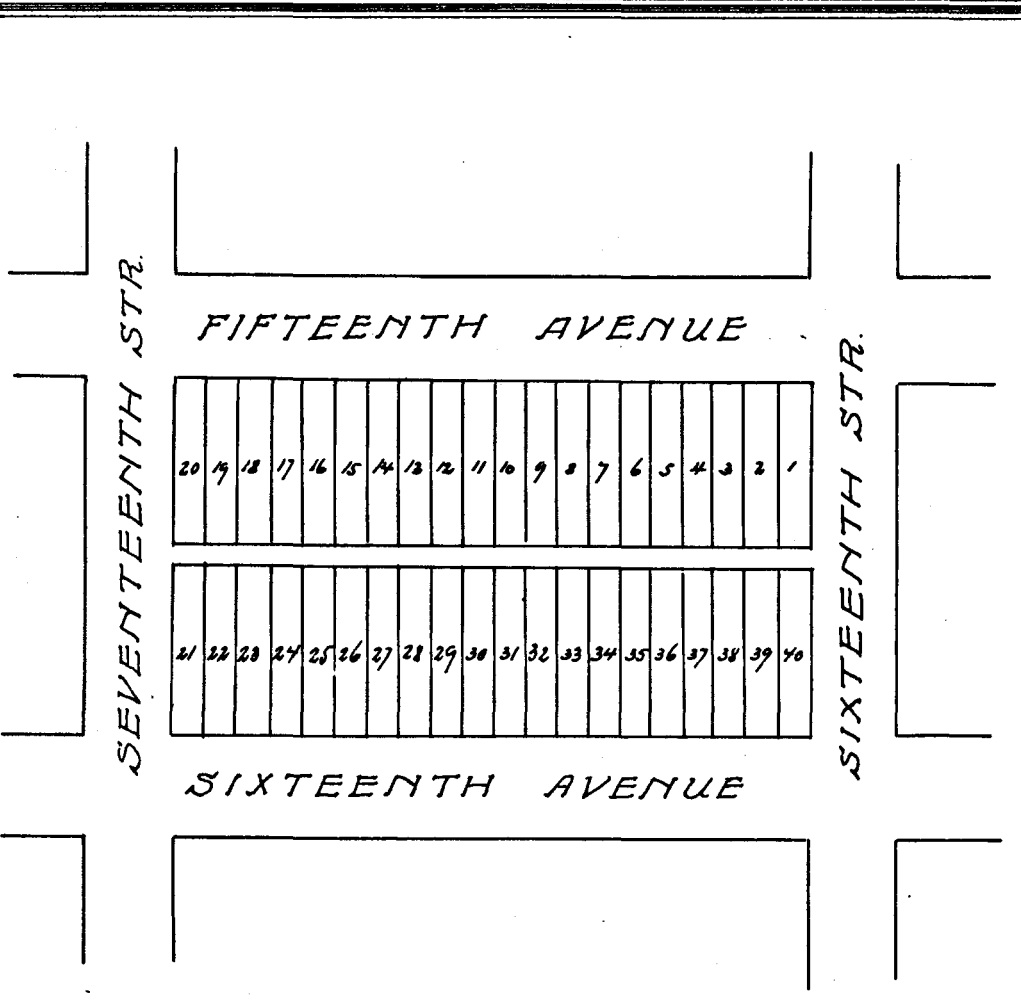 FIFTEENTH AVENUE
SEVENTEENTH STR.
SIXTEENTH STR.
20 19 18 17 16 15 14 13 12 11 10 9 8 7 6 5 4 3 2 1
21 22 23 24 25 26 27 28 29 30 31 32 33 34 35 36 37 38 39 40
SIXTEENTH AVENUE